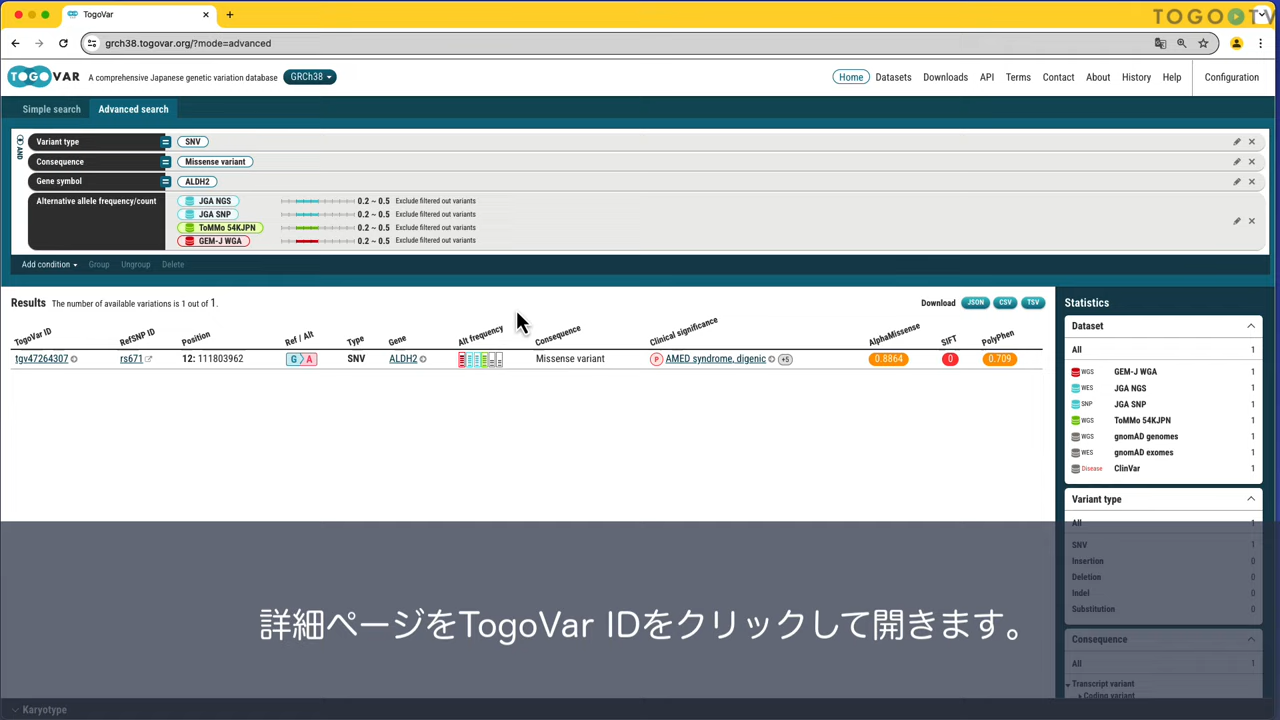 TogoVar
TOGO TV
grch38.togovar.org/?mode=advanced
TOGOVAR A comprehensive Japanese genetic variation database GRCh38
Home Datasets Downloads API Terms Contact About History Help Configuration
Simple search Advanced search
AND
Variant type = SNV
Consequence = Missense variant
Gene symbol = ALDH2
Alternative allele frequency/count
JGA NGS 0.2 ~ 0.5 Exclude filtered out variants
JGA SNP 0.2 ~ 0.5 Exclude filtered out variants
ToMMo 54KJPN 0.2 ~ 0.5 Exclude filtered out variants
GEM-J WGA 0.2 ~ 0.5 Exclude filtered out variants
Add condition Group Ungroup Delete
Results The number of available variations is 1 out of 1.
Download JSON CSV TSV
TogoVar ID RefSNP ID Position Ref / Alt Type Gene Alt frequency Consequence Clinical significance AlphaMissense SIFT PolyPhen
tgv47264307 rs671 12: 111803962 G A SNV ALDH2 Missense variant P AMED syndrome, digenic +5 0.8864 0 0.709
Statistics
Dataset
All 1
WGS GEM-J WGA 1
WES JGA NGS 1
SNP JGA SNP 1
WGS ToMMo 54KJPN 1
WGS gnomAD genomes 1
WES gnomAD exomes 1
Disease ClinVar 1
Variant type
All 1
SNV 1
Insertion 0
Deletion 0
Indel 0
Substitution 0
Consequence
All 1
Transcript variant
Coding variant
詳細ページをTogoVar IDをクリックして開きます。
Karyotype